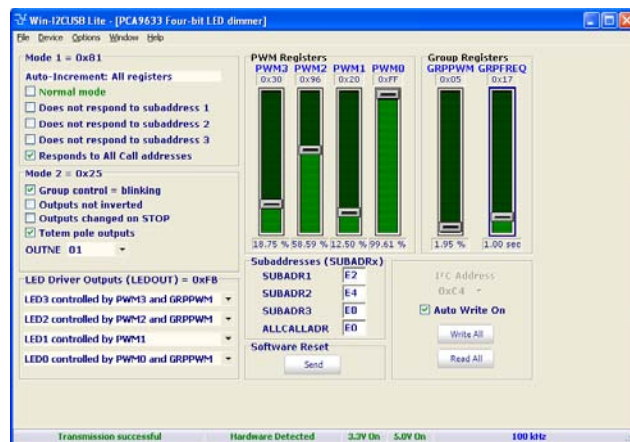 Win-I2CUSB Lite - [PCA9633 Four-bit LED dimmer]
File Device Options Window Help
Mode 1 = 0x81
Auto-Increment: All registers
Normal mode
Does not respond to subaddress 1
Does not respond to subaddress 2
Does not respond to subaddress 3
Responds to All Call addresses
Mode 2 = 0x25
Group control = blinking
Outputs not inverted
Outputs changed on STOP
Totem pole outputs
OUTNE 01
LED Driver Outputs (LEDOUT) = 0xFB
LED3 controlled by PWM3 and GRPPWM
LED2 controlled by PWM2 and GRPPWM
LED1 controlled by PWM1
LED0 controlled by PWM0 and GRPPWM
PWM Registers
PWM3 PWM2 PWM1 PWM0
0x30 0x96 0x20 0xFF
18.75 % 58.59 % 12.50 % 99.61 %
Group Registers
GRPPWM GRPFREQ
0x05 0x17
1.95 % 1.00 sec
Subaddresses (SUBADRx)
SUBADR1 E2
SUBADR2 E4
SUBADR3 E8
ALLCALLADR E0
Software Reset
Send
I²C Address
0xC4
Auto Write On
Write All
Read All
Transmission successful Hardware Detected 3.3V On 5.0V On 100 kHz